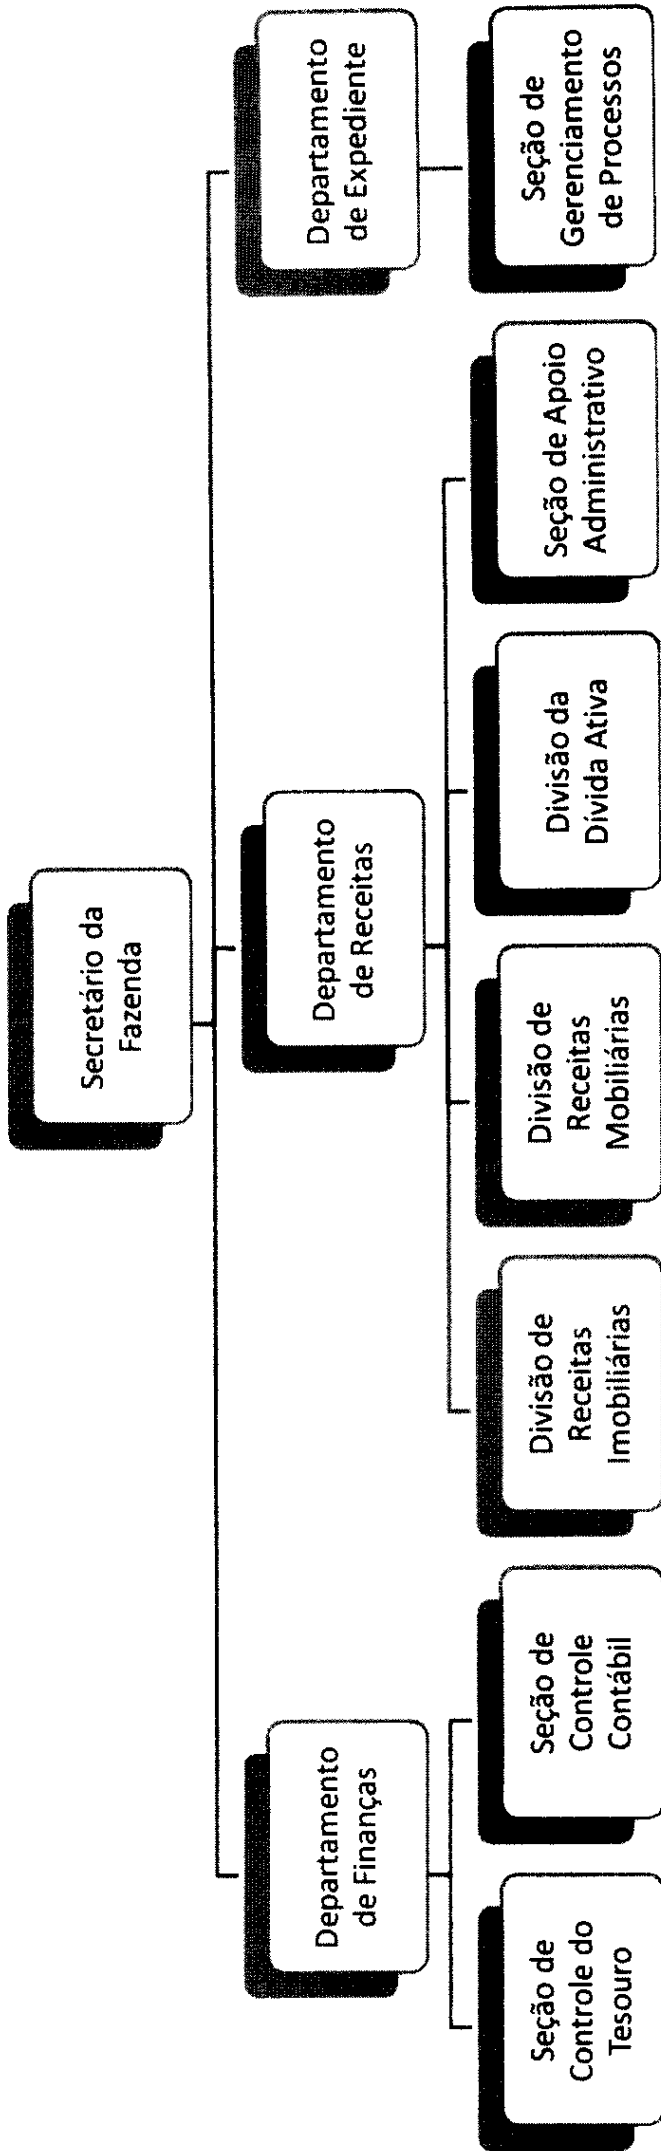 Secretário da
Fazenda
Departamento
de Finanças
Departamento
de Receitas
Departamento
de Expediente
Seção de
Controle do
Tesouro
Seção de
Controle
Contábil
Divisão de
Receitas
Imobiliárias
Divisão de
Receitas
Mobiliárias
Divisão da
Dívida Ativa
Seção de Apoio
Administrativo
Seção de
Gerenciamento
de Processos